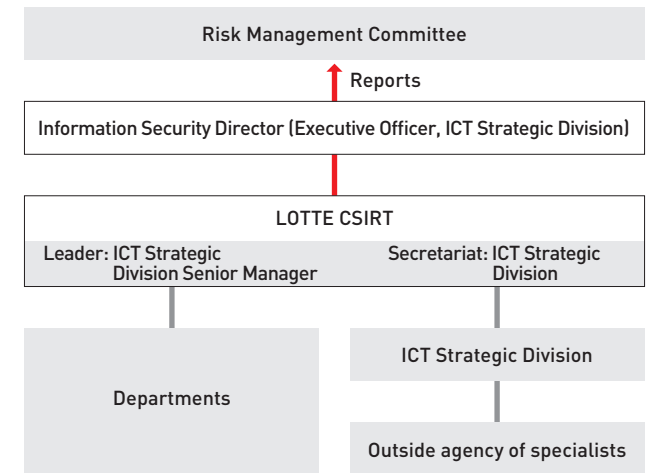 Risk Management Committee
Reports
Information Security Director (Executive Officer, ICT Strategic Division)
LOTTE CSIRT
Leader: ICT Strategic
Division Senior Manager
Secretariat: ICT Strategic
Division
Departments
ICT Strategic Division
Outside agency of specialists